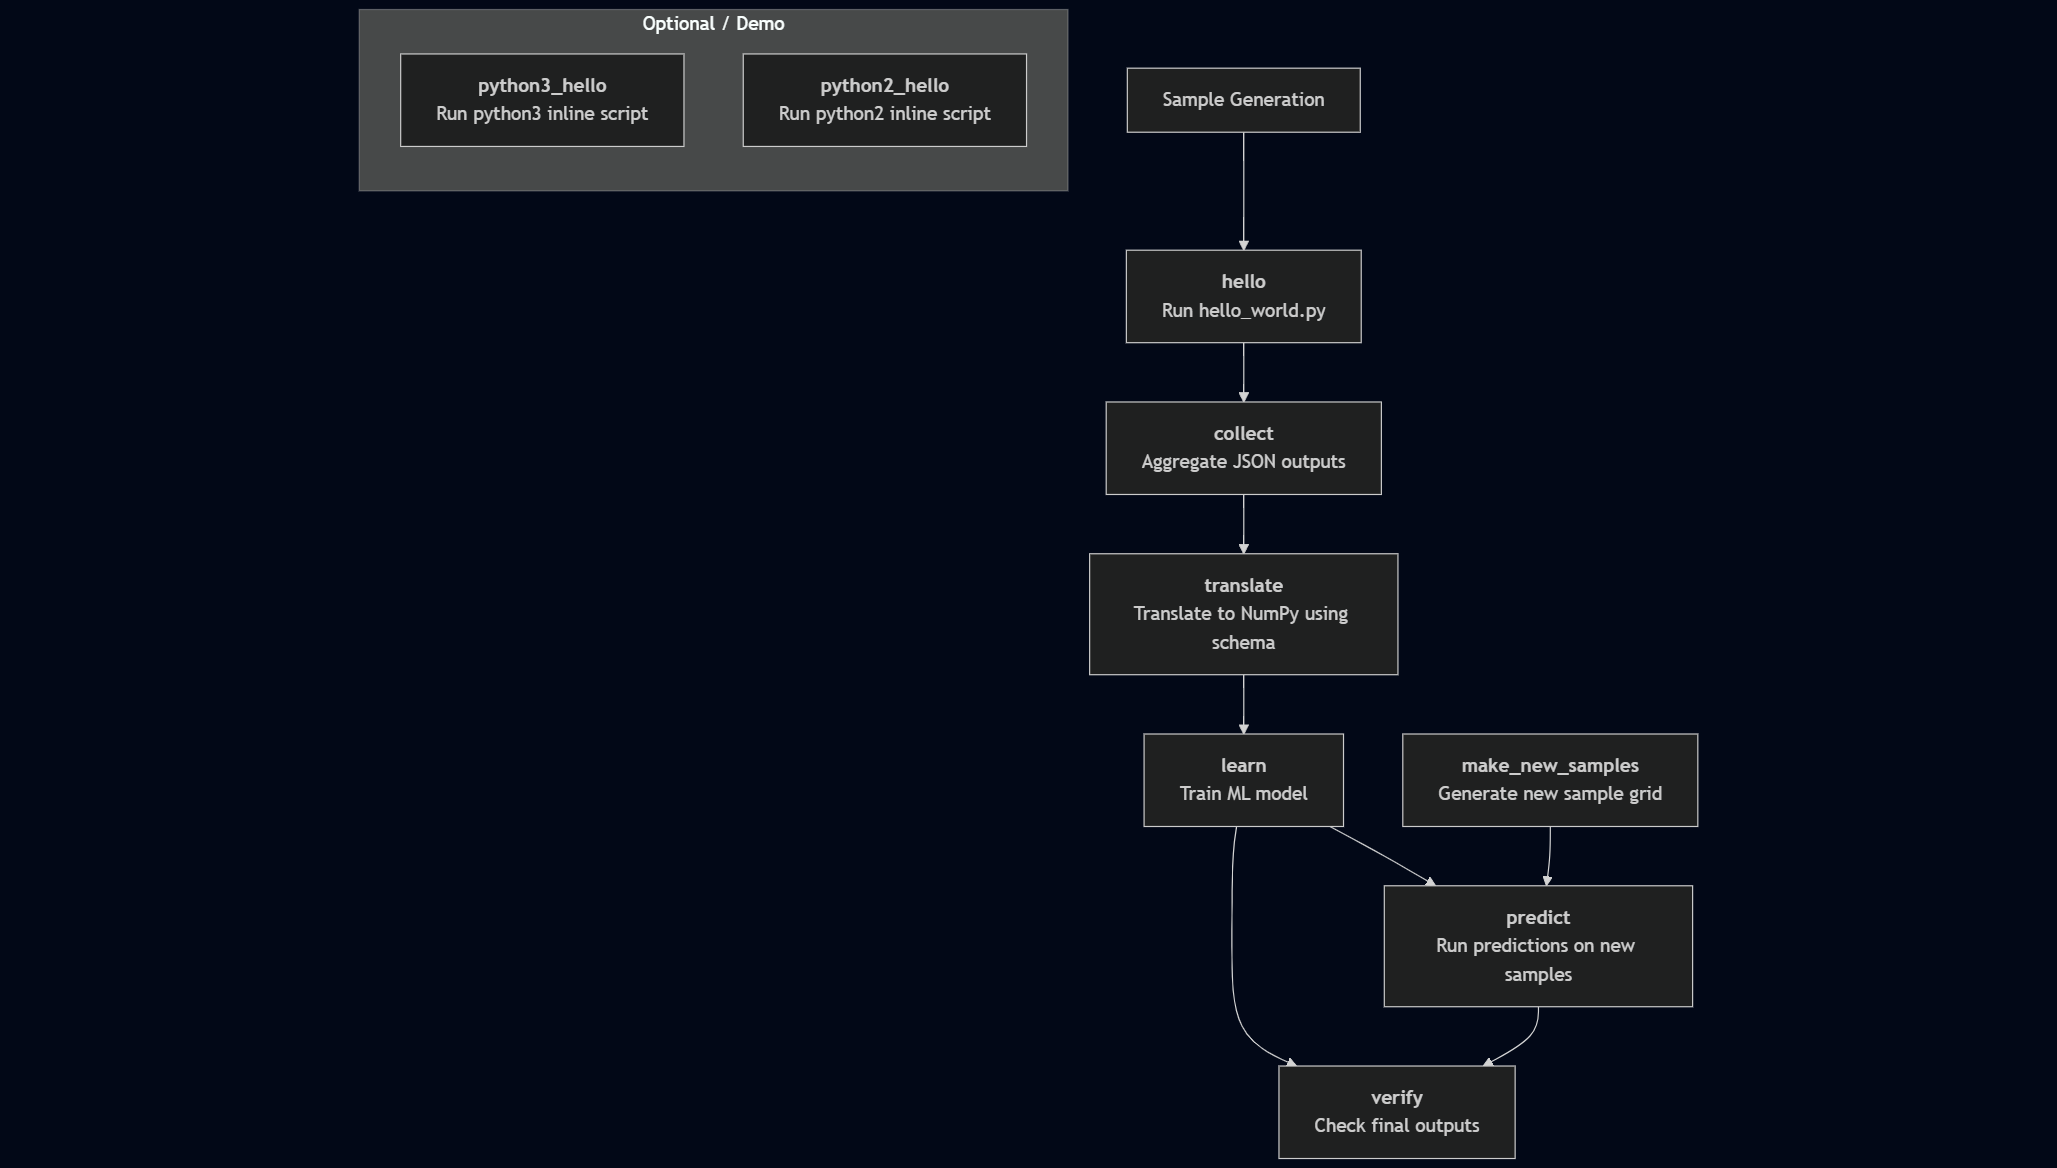 Optional / Demo
python3_hello
Run python3 inline script
python2_hello
Run python2 inline script
Sample Generation
hello
Run hello_world.py
collect
Aggregate JSON outputs
translate
Translate to NumPy using
schema
learn
Train ML model
make_new_samples
Generate new sample grid
predict
Run predictions on new
samples
verify
Check final outputs